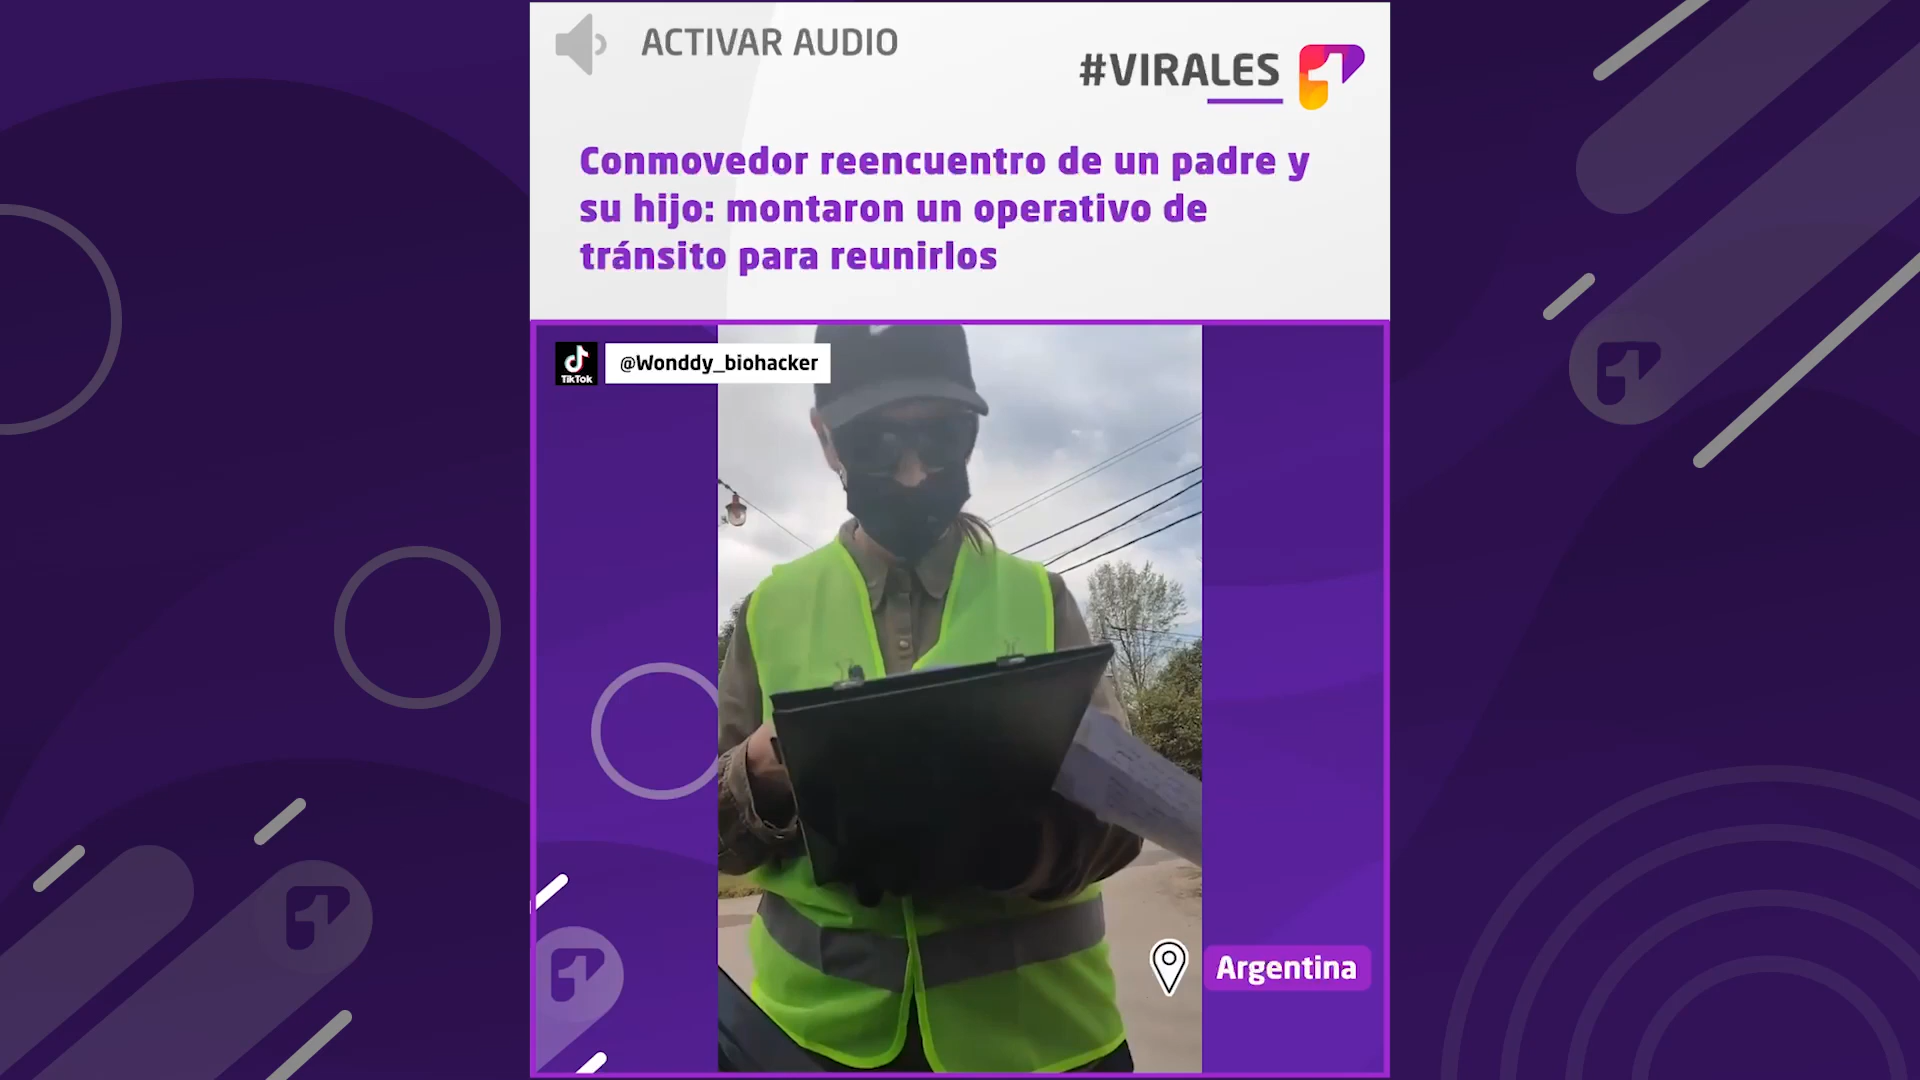 ACTIVAR AUDIO
#VIRALES
Conmovedor reencuentro de un padre y
su hijo: montaron un operativo de
tránsito para reunirlos
TikTok
@Wonddy_biohacker
Argentina